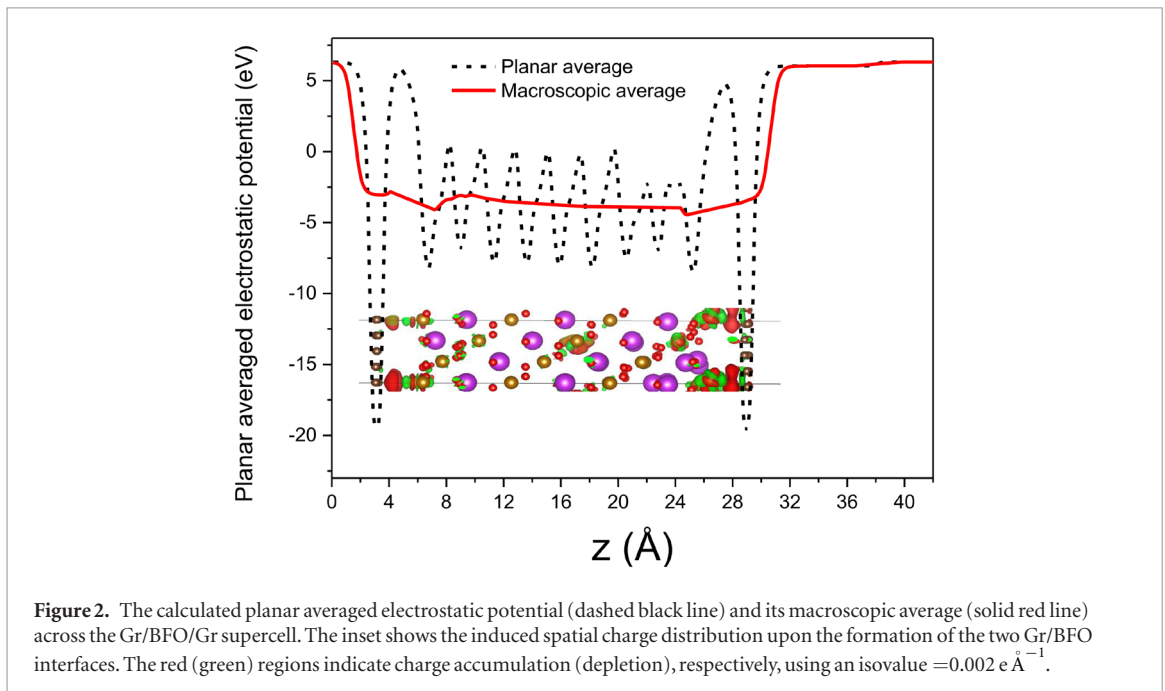 Planar averaged electrostatic potential (eV)
5
0
-5
-10
-15
-20
Planar average
Macroscopic average
0 4 8 12 16 20 24 28 32 36 40
z (Å)
Figure 2. The calculated planar averaged electrostatic potential (dashed black line) and its macroscopic average (solid red line)
across the Gr/BFO/Gr supercell. The inset shows the induced spatial charge distribution upon the formation of the two Gr/BFO
interfaces. The red (green) regions indicate charge accumulation (depletion), respectively, using an isovalue =0.002 e Å⁻¹.